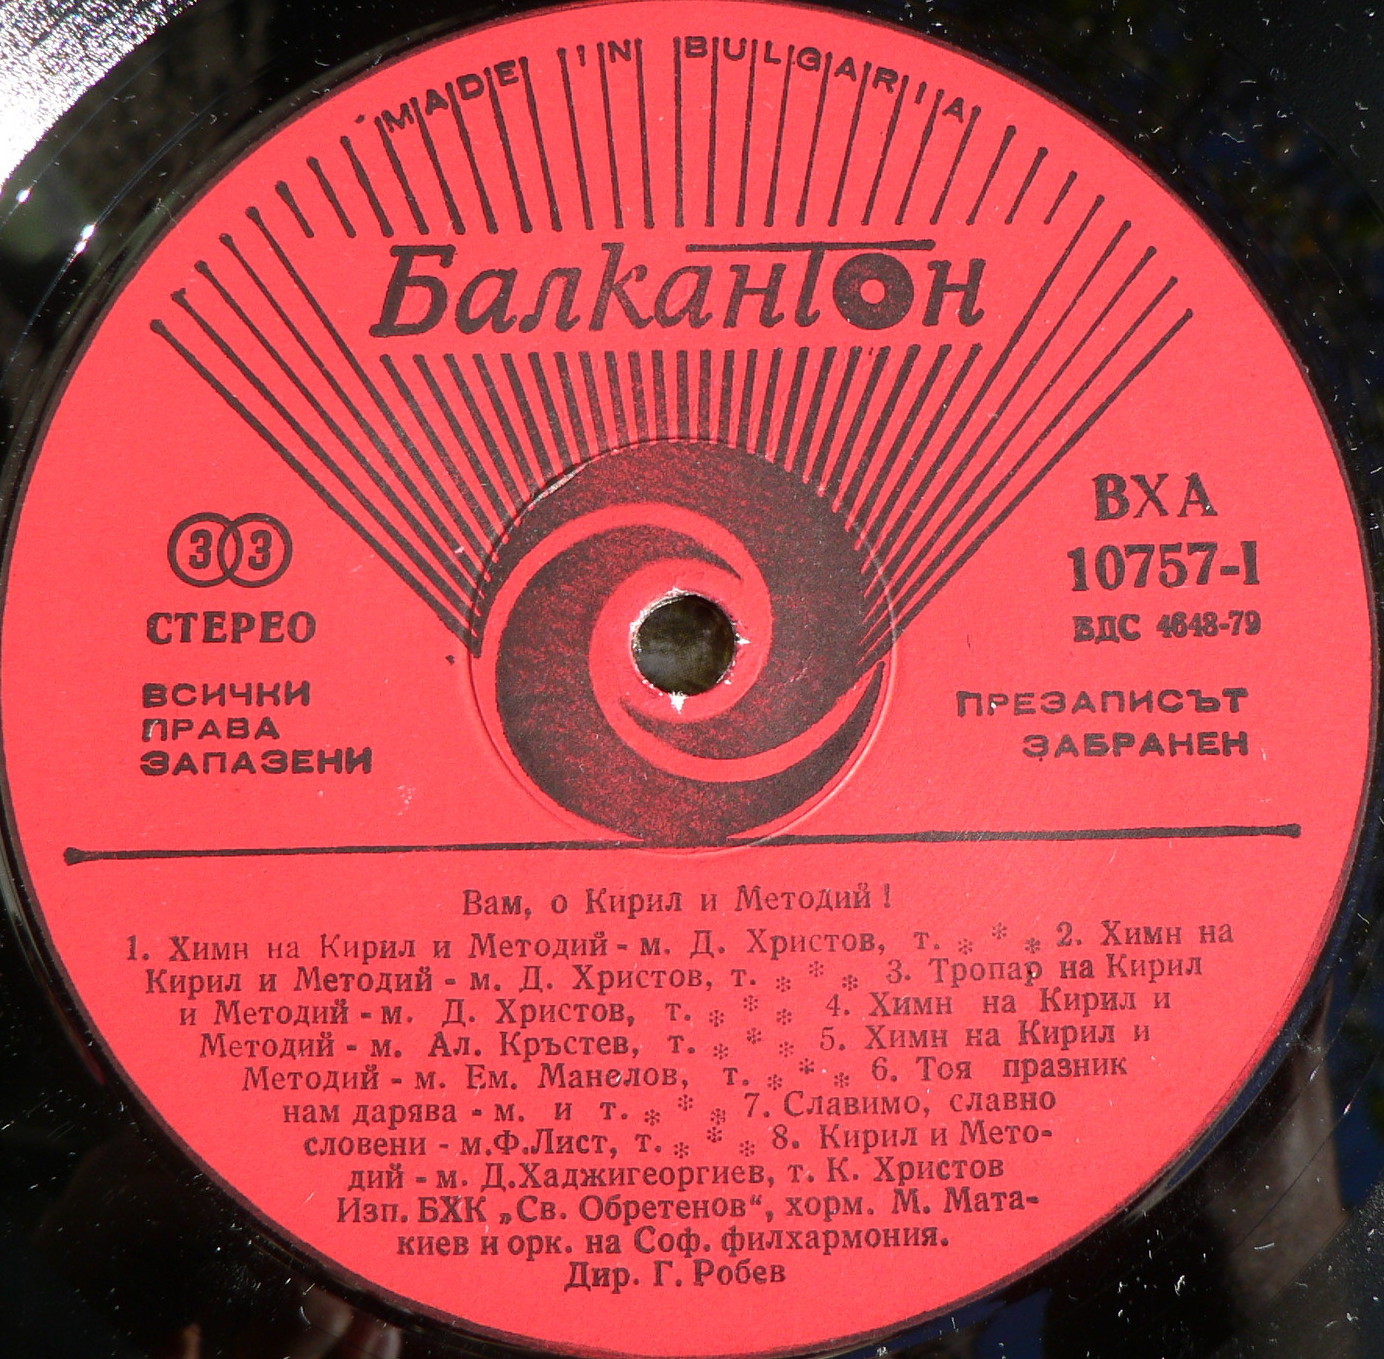 MADE IN BULGARIA
Балкантон
33
СТЕРЕО
ВСИЧКИ
ПРАВА
ЗАПАЗЕНИ
ВХА
10757-I
БДС 4648-79
ПРЕЗАПИСЪТ
ЗАБРАНЕН
Вам, о Кирил и Методий!
1. Химн на Кирил и Методий - м. Д. Христов, т. * * * 2. Химн на
Кирил и Методий - м. Д. Христов, т. * * * 3. Тропар на Кирил
и Методий - м. Д. Христов, т. * * * 4. Химн на Кирил и
Методий - м. Ал. Кръстев, т. * * * 5. Химн на Кирил и
Методий - м. Ем. Манолов, т. * * * 6. Тоя празник
нам дарява - м. и т. * * * 7. Славимо, славно
словени - м.Ф.Лист, т. * * * 8. Кирил и Мето-
дий - м. Д.Хаджигеоргиев, т. К. Христов
Изп. БХК „Св. Обретенов“, хорм. М. Мата-
киев и орк. на Соф. филхармония.
Дир. Г. Робев